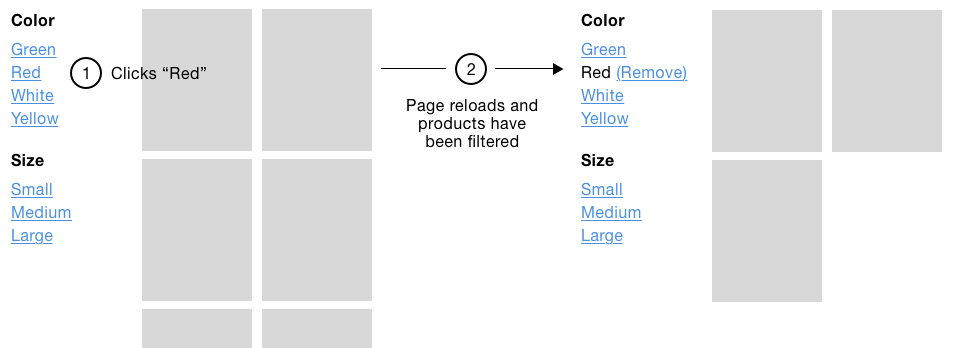 Color
Green
Red
White
Yellow
Size
Small
Medium
Large
1 Clicks “Red”
2
Page reloads and
products have
been filtered
Color
Green
Red (Remove)
White
Yellow
Size
Small
Medium
Large